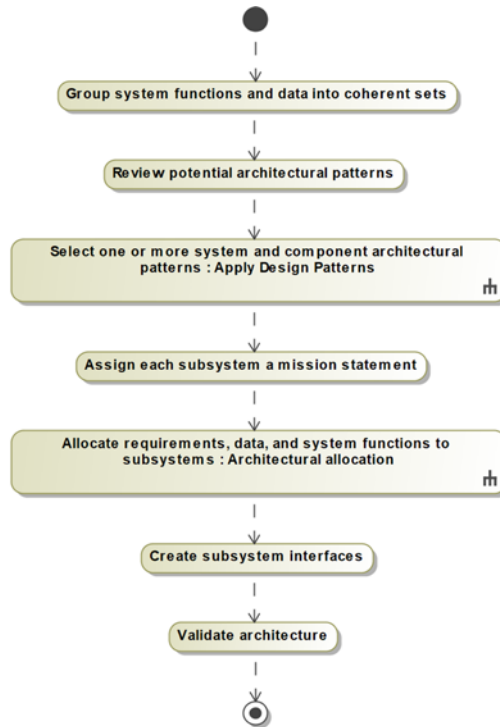 Group system functions and data into coherent sets
Review potential architectural patterns
Select one or more system and component architectural
patterns : Apply Design Patterns
Assign each subsystem a mission statement
Allocate requirements, data, and system functions to
subsystems : Architectural allocation
Create subsystem interfaces
Validate architecture